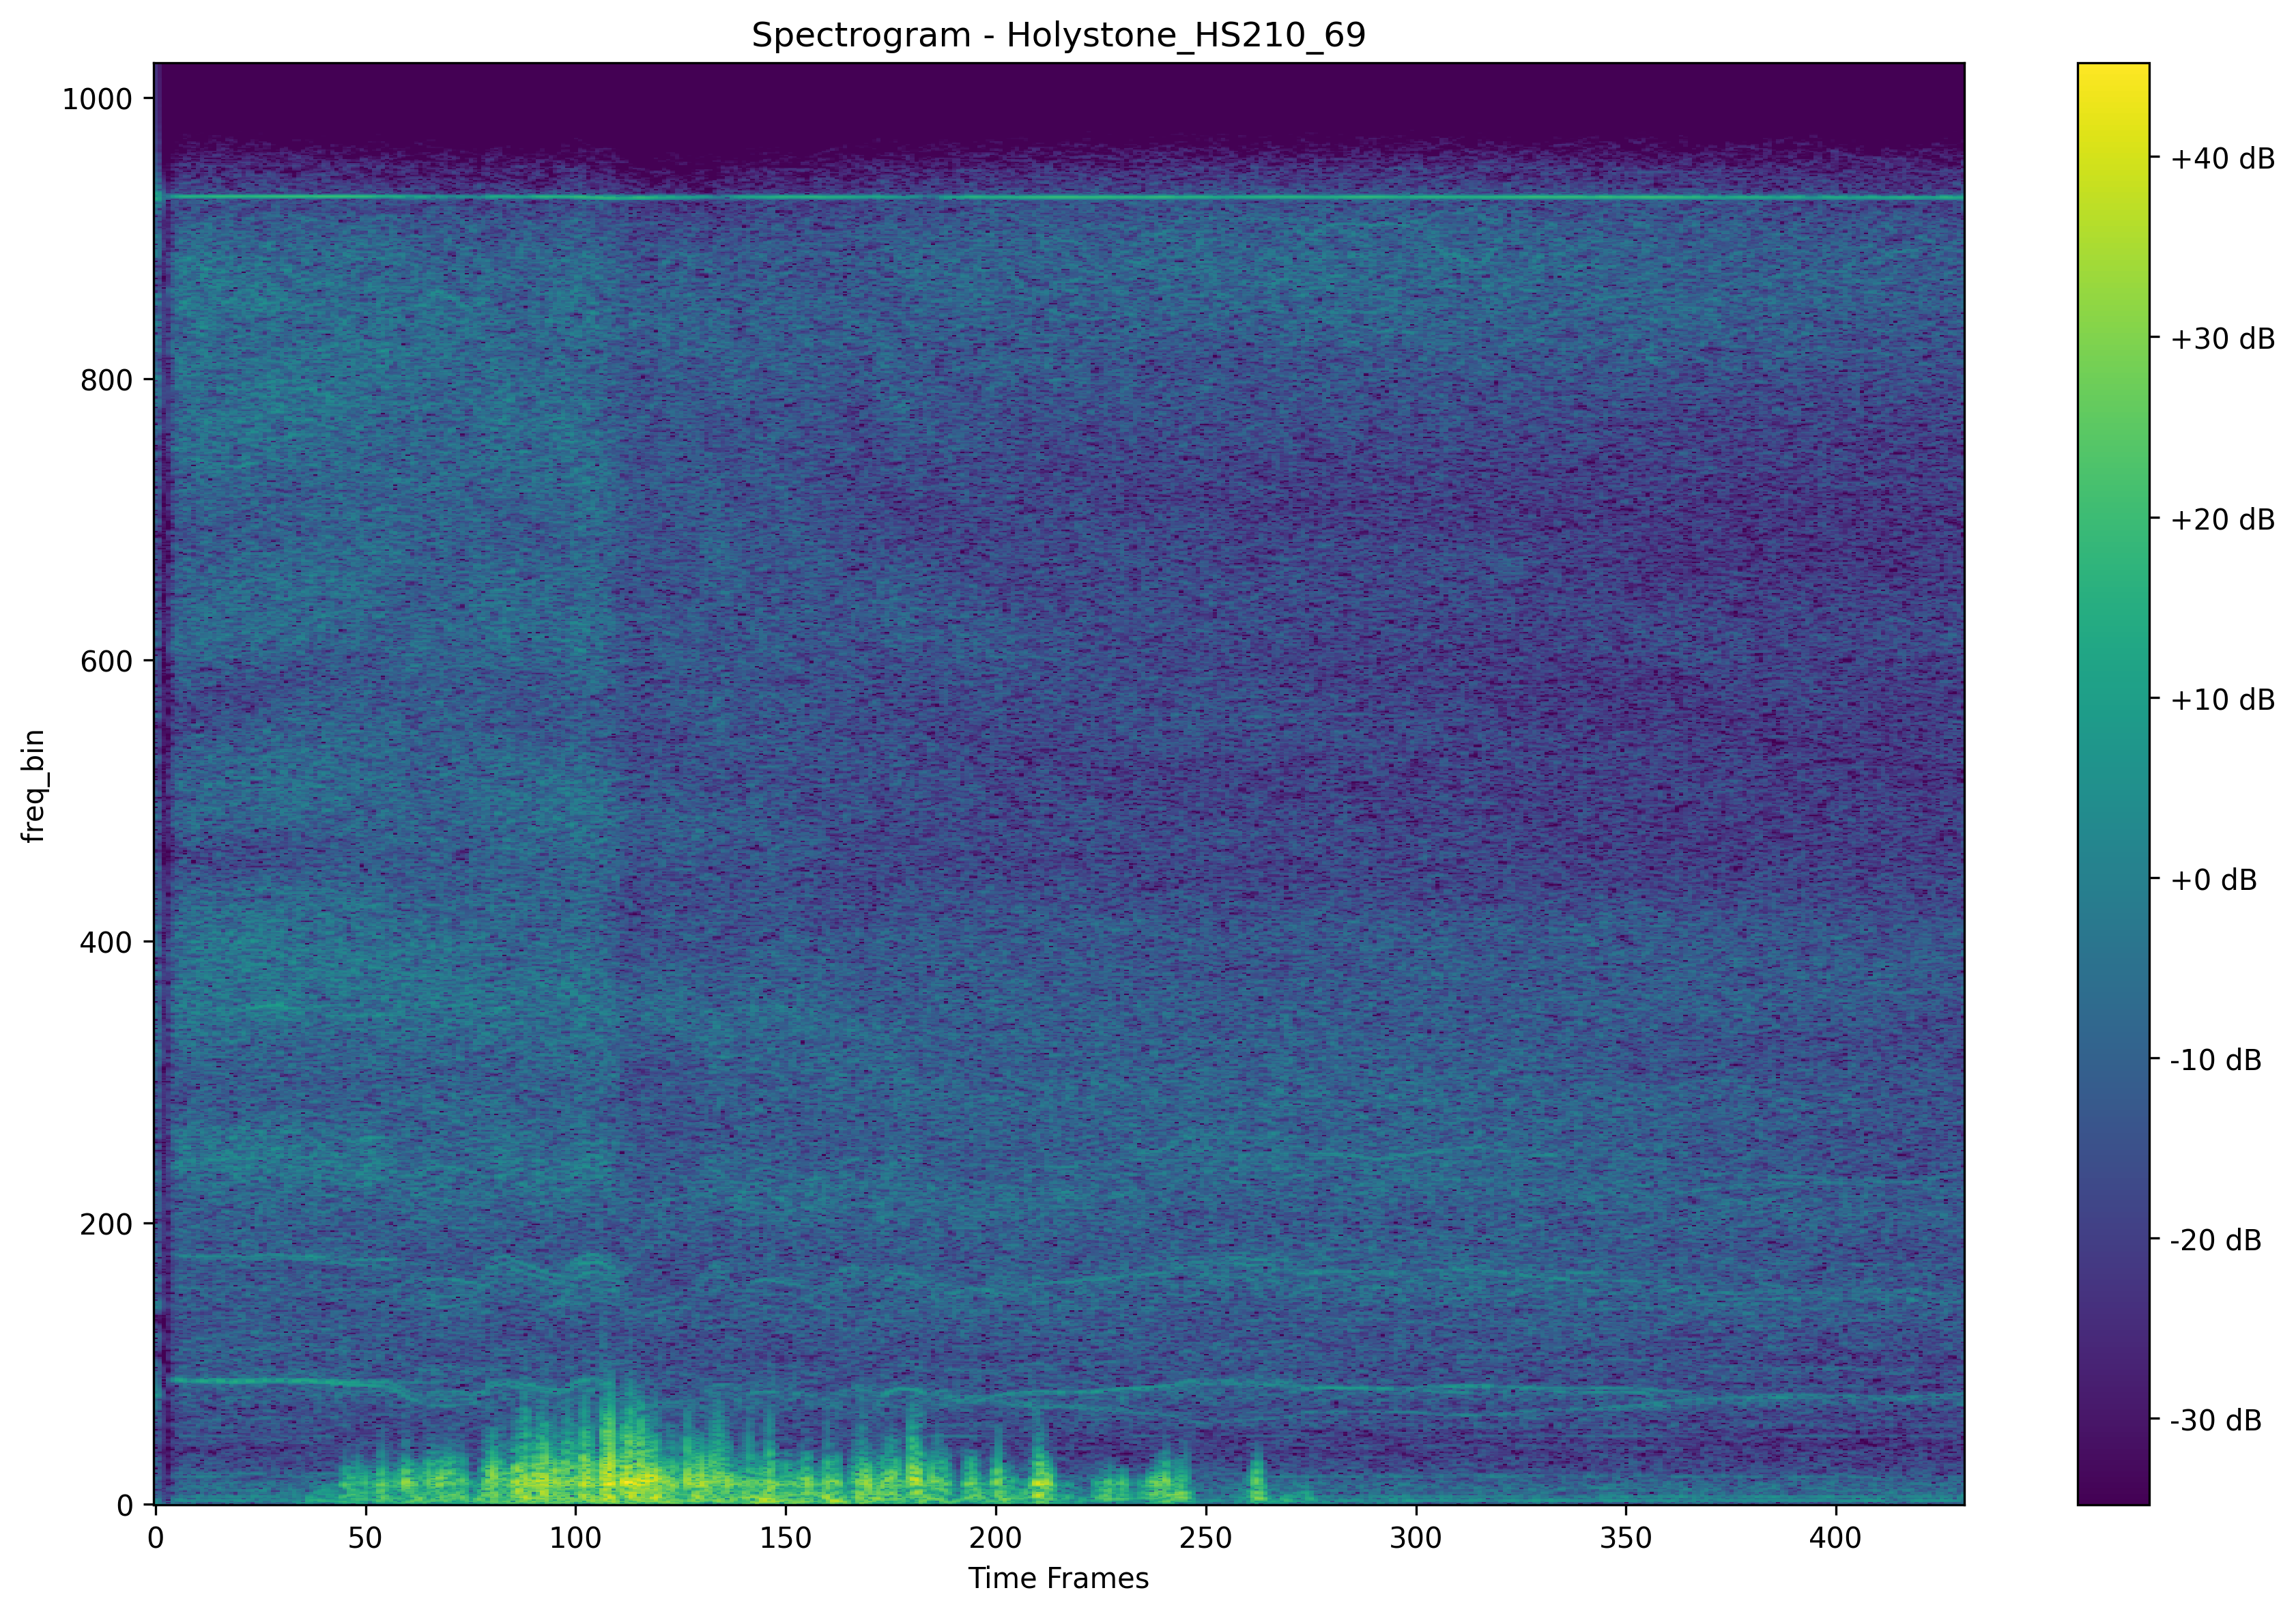 Spectrogram - Holystone_HS210_69
1000
800
600
400
200
0
freq_bin
0 50 100 150 200 250 300 350 400
Time Frames
+40 dB
+30 dB
+20 dB
+10 dB
+0 dB
-10 dB
-20 dB
-30 dB